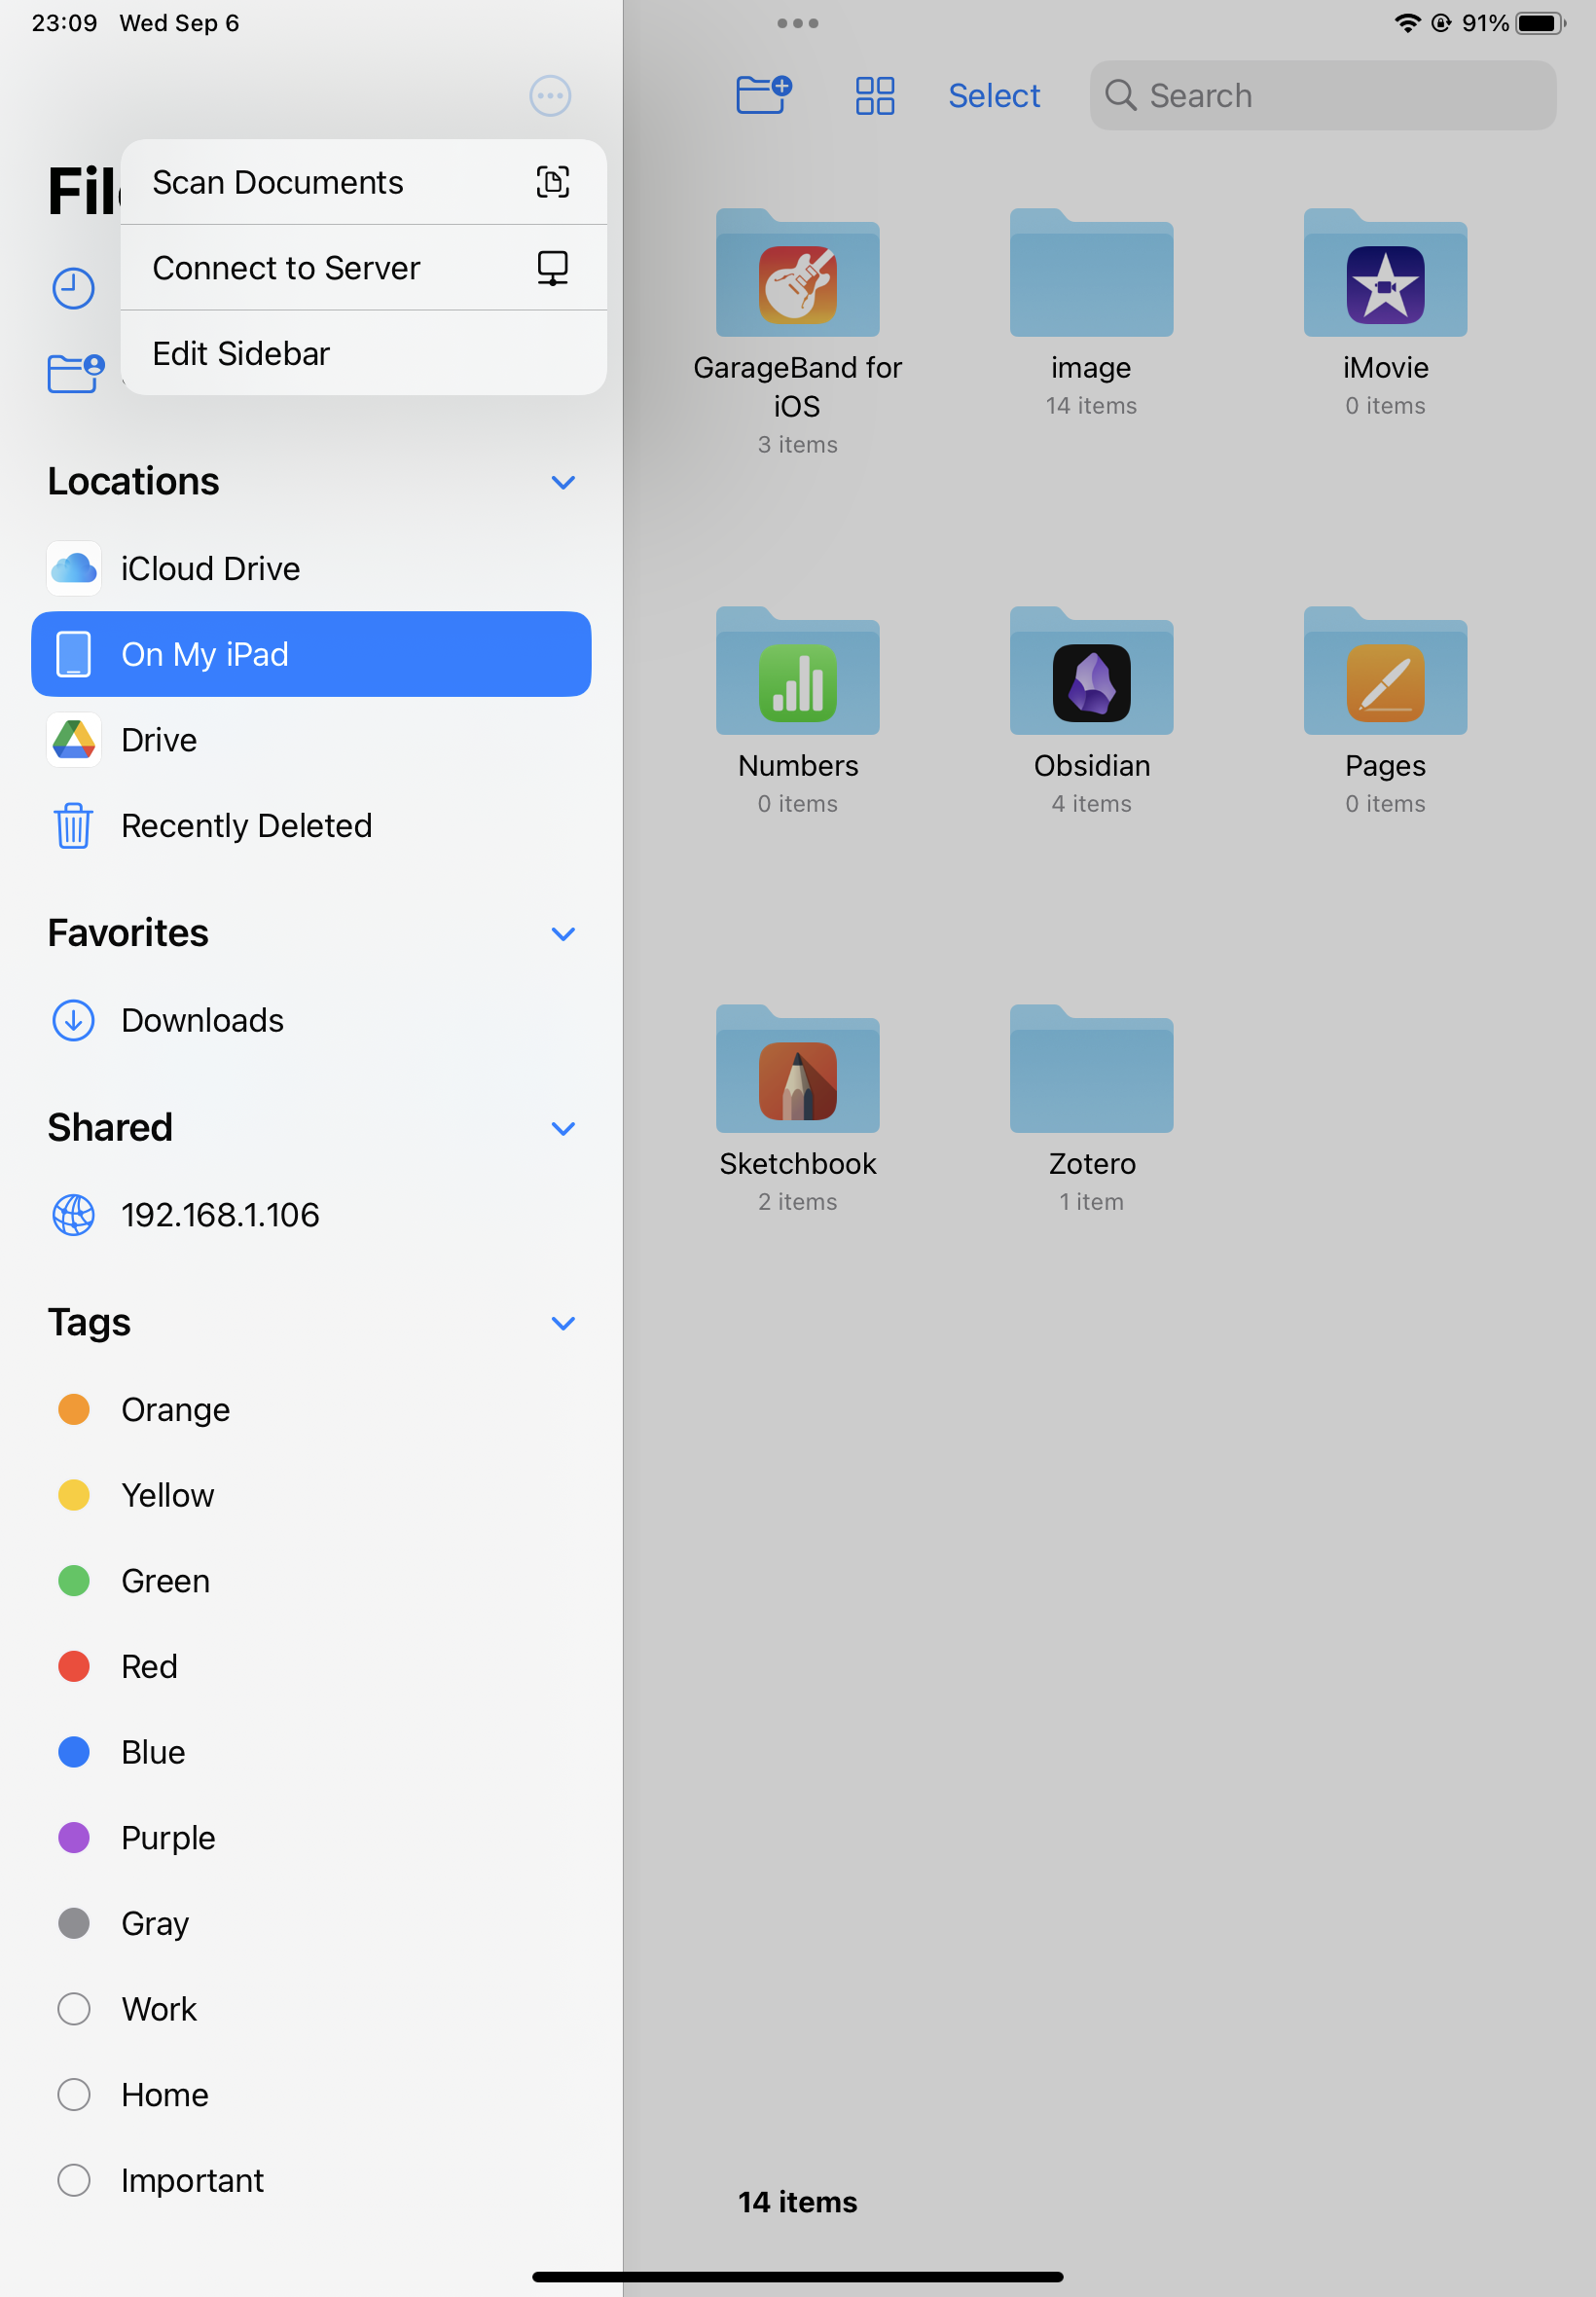 23:09 Wed Sep 6
91%
Select
Search
Scan Documents
Connect to Server
Edit Sidebar
Locations
iCloud Drive
On My iPad
Drive
Recently Deleted
Favorites
Downloads
Shared
192.168.1.106
Tags
Orange
Yellow
Green
Red
Blue
Purple
Gray
Work
Home
Important
GarageBand for
iOS
3 items
image
14 items
iMovie
0 items
Numbers
0 items
Obsidian
4 items
Pages
0 items
Sketchbook
2 items
Zotero
1 item
14 items